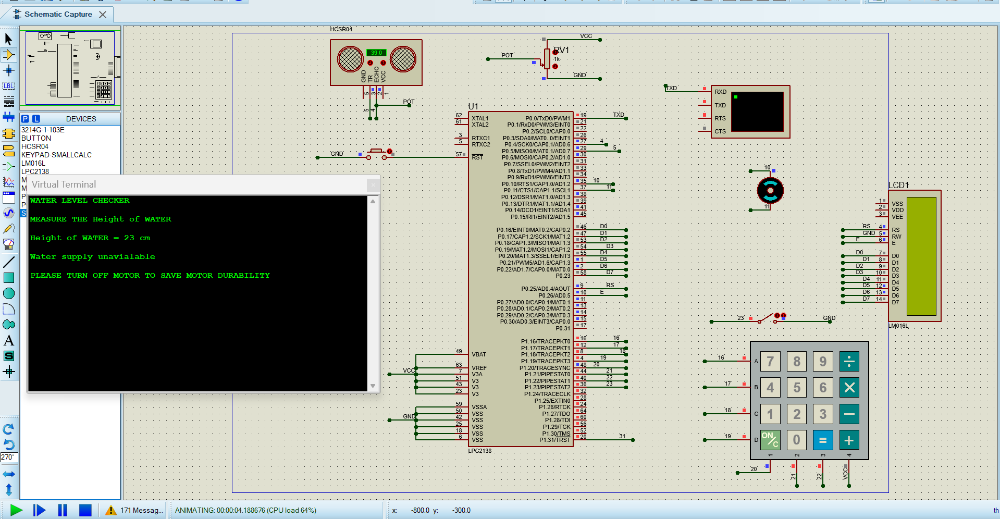 Schematic Capture
P L DEVICES
3214G-1-103E
BUTTON
HCSR04
KEYPAD-SMALLCALC
LM016L
LPC2138
M
M
P
P
S
LBL
A
S
270°
Virtual Terminal
WATER LEVEL CHECKER
MEASURE THE Height of WATER
Height of WATER = 23 cm
Water supply unavialable
PLEASE TURN OFF MOTOR TO SAVE MOTOR DURABILITY
HCSR04
39.0
GND
TR
ECHO
VCC
5
3
2
1
5
4
POT
VCC
POT
RV1
1k
GND
TXD
RXD
TXD
RTS
CTS
GND
U1
62 XTAL1
61 XTAL2
3 RTXC1
5 RTXC2
57 RST
49 VBAT
63 VREF
VCC
7 V3A
51 V3
43 V3
23 V3
59 VSSA
50 VSS
GND
42 VSS
25 VSS
18 VSS
6 VSS
P0.0/TxD0/PWM1 19 TXD
P0.1/RxD0/PWM3/EINT0 21
P0.2/SCL0/CAP0.0 22
P0.3/SDA0/MAT0..0/EINT1 26
P0.4/SCK0/CAP0.1/AD0.6 27 4
P0.5/MISO0/MAT0.1/AD0.7 29 5
P0.6/MOSI0/CAP0.2/AD1.0 30
P0.7/SSEL0/PWM2/EINT2 31
P0.8/TxD1/PWM4/AD1.1 33
P0.9/RxD1/PWM6/EINT3 34
P0.10/RTS1/CAP1.0/AD1.2 35 10
P0.11/CTS1/CAP1.1/SCL1 37 11
P0.12/DSR1/MAT1.0/AD1.3 38
P0.13/DTR1/MAT1.1/AD1.4 39
P0.14/DCD1/EINT1/SDA1 41
P0.15/RI1/EINT2/AD1.5 45
P0.16/EINT0/MAT0.2/CAP0.2 46 D0
P0.17/CAP1.2/SCK1/MAT1.2 47 D1
P0.18/CAP1.3/MISO1/MAT1.3 53 D2
P0.19/MAT1.2/MOSI1/CAP1.2 54 D3
P0.20/MAT1.3/SSEL1/EINT3 55 D4
P0.21/PWM5/AD1.6/CAP1.3 1 D5
P0.22/AD1.7/CAP0.0/MAT0.0 2 D6
P0.23 58 D7
P0.25/AD0.4/AOUT 9 RS
P0.26/AD0.5 10 E
P0.27/AD0.0/CAP0.1/MAT0.1 11
P0.28/AD0.1/CAP0.2/MAT0.2 13
P0.29/AD0.2/CAP0.3/MAT0.3 14
P0.30/AD0.3/EINT3/CAP0.0 15
P0.31 17
P1.16/TRACEPKT0 16 16
P1.17/TRACEPKT1 12 17
P1.18/TRACEPKT2 8 18
P1.19/TRACEPKT3 4 19
P1.20/TRACESYNC 48 20
P1.21/PIPESTAT0 44 21
P1.22/PIPESTAT1 40 22
P1.23/PIPESTAT2 36 23
P1.24/TRACECLK 32
P1.25/EXTIN0 28
P1.26/RTCK 24
P1.27/TDO 64
P1.28/TDI 60
P1.29/TCK 56
P1.30/TMS 52
P1.31/TRST 20 31
LPC2138
10
11
LCD1
1 VSS
2 VDD
3 VEE
RS 4 RS
GND 5 RW
E 6 E
D0 7 D0
D1 8 D1
D2 9 D2
D3 10 D3
D4 11 D4
D5 12 D5
D6 13 D6
D7 14 D7
LM016L
23 GND
16 A 7 8 9 ÷
17 B 4 5 6 ×
18 C 1 2 3 −
19 D ON/C 0 = +
1 2 3 4
20
21
22
VCC
171 Messag...
ANIMATING: 00:00:04.188676 (CPU load 64%)
x: -800.0 y: -300.0
th